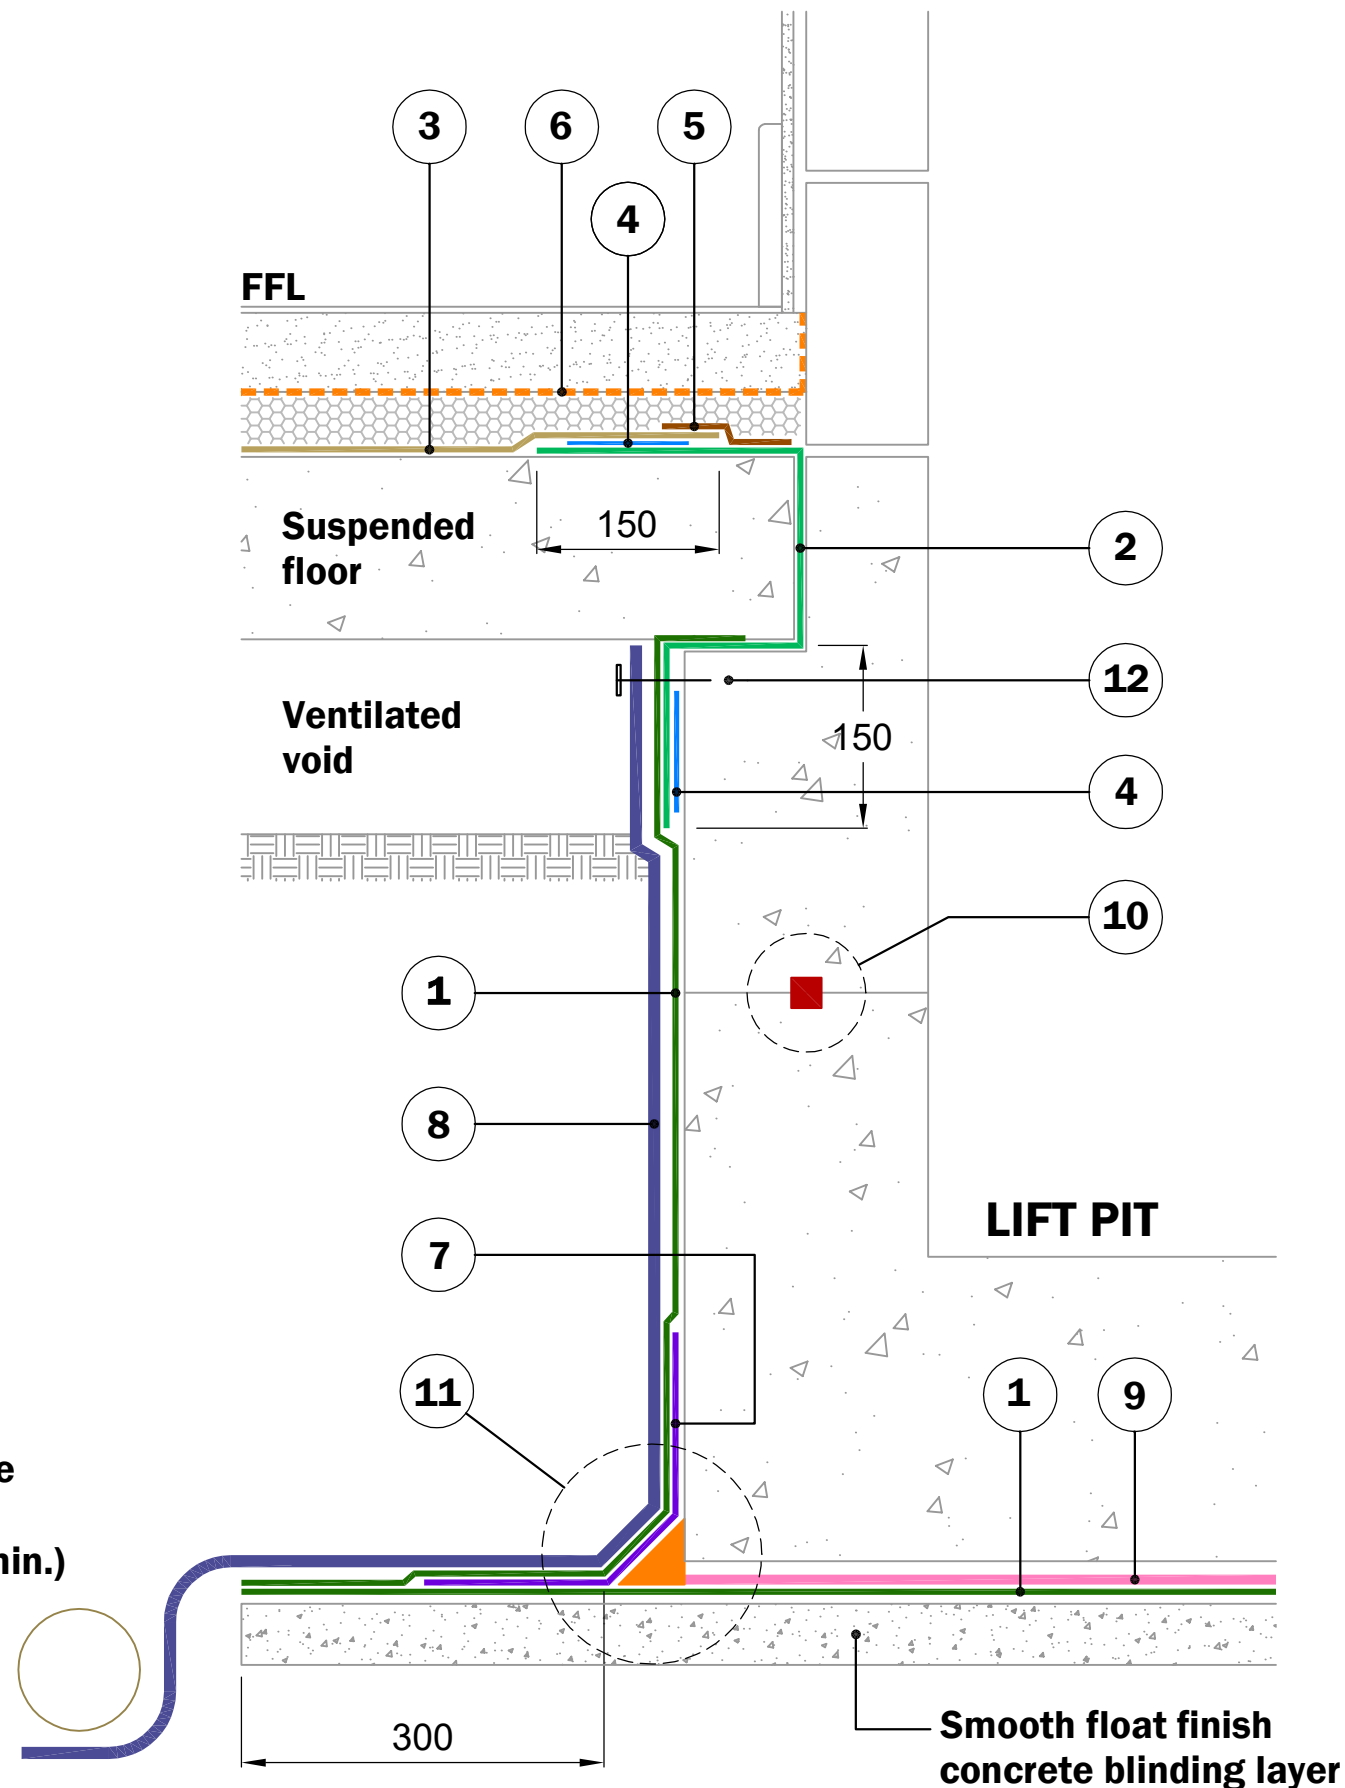 3
6
5
4
FFL
Suspended
floor
150
2
Ventilated
void
12
150
4
10
1
8
LIFT PIT
7
11
1
9
e
nin.)
300
Smooth float finish
concrete blinding layer